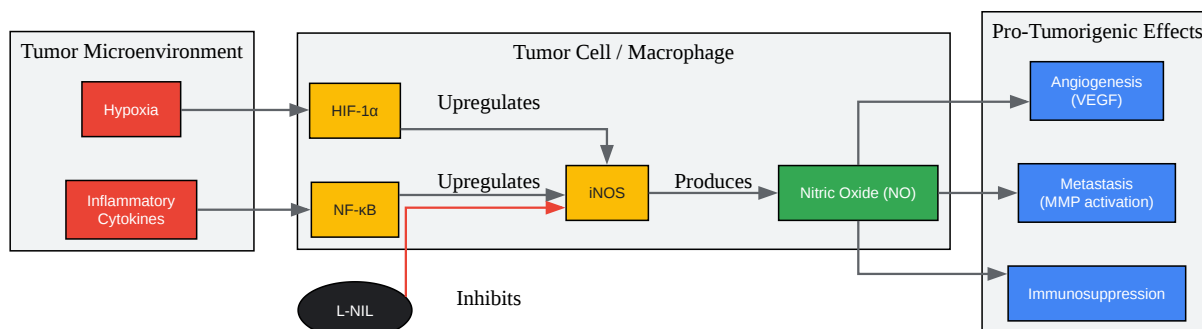 Tumor Microenvironment
Hypoxia
Inflammatory
Cytokines
Tumor Cell / Macrophage
HIF-1α
Upregulates
NF-κB
Upregulates
iNOS
Produces
Nitric Oxide (NO)
L-NIL
Inhibits
Pro-Tumorigenic Effects
Angiogenesis
(VEGF)
Metastasis
(MMP activation)
Immunosuppression